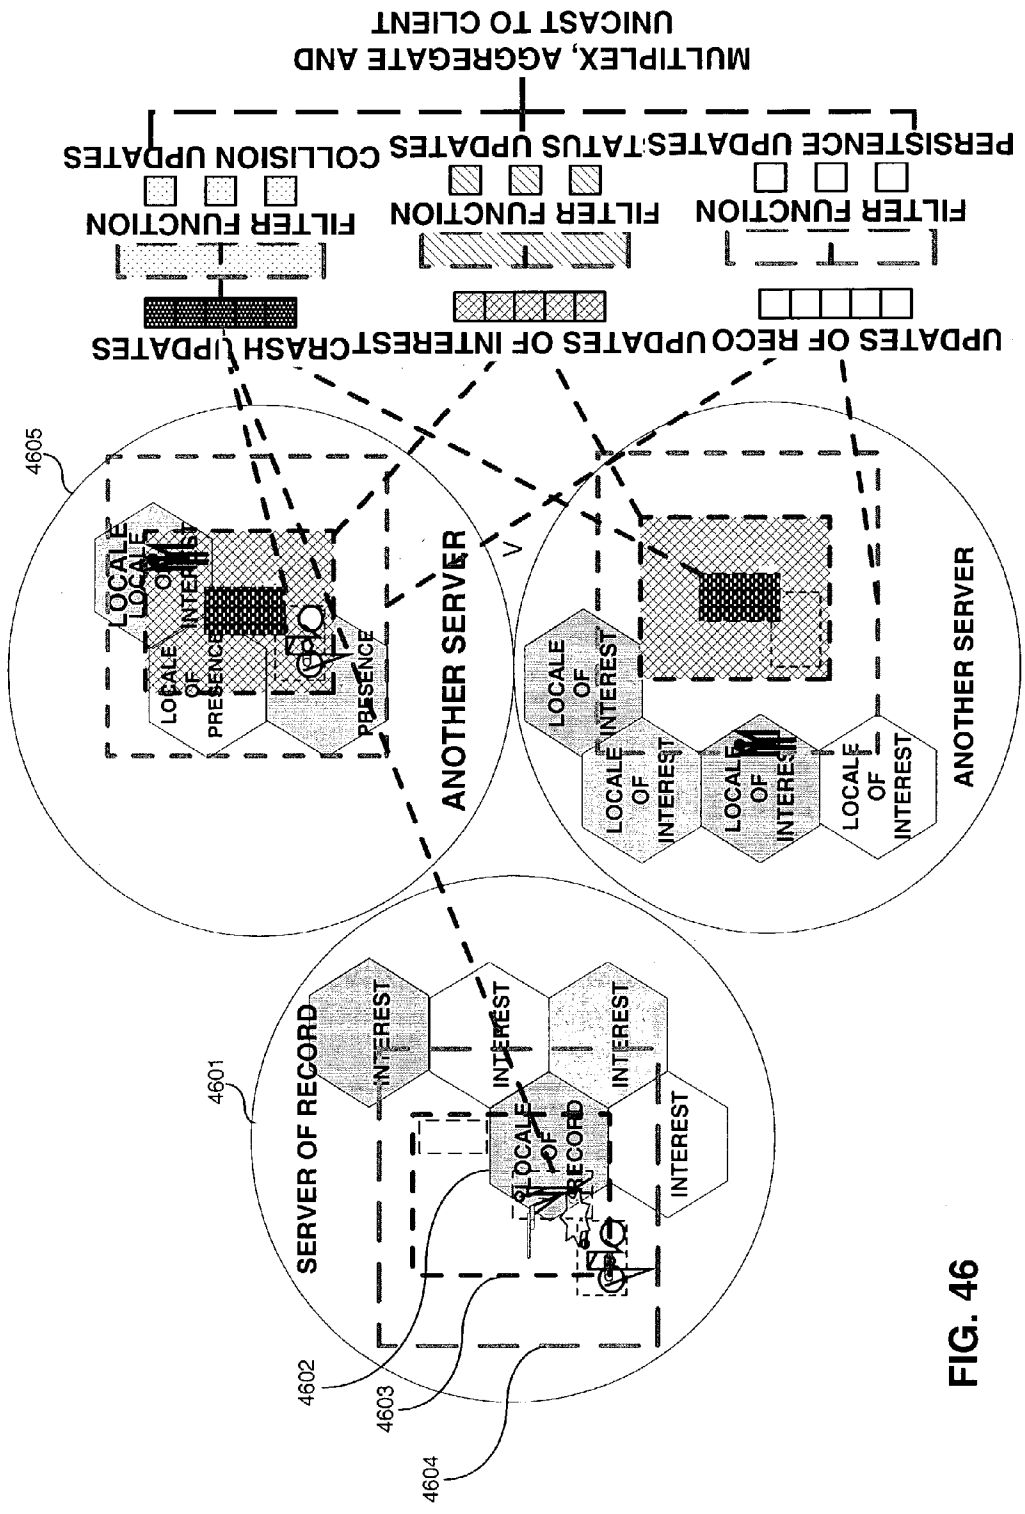 MULTIPLEX, AGGREGATE AND
UNICAST TO CLIENT
COLLISION UPDATES
STATUS UPDATES
PERSISTENCE UPDATES
FILTER FUNCTION
FILTER FUNCTION
FILTER FUNCTION
CRASH UPDATES
UPDATES OF INTEREST
UPDATES OF RECO
4605
LOCALE
LOCALE
OF
INTEREST
LOCALE
OF
PRESENCE
PRESENCE
ANOTHER SERVER
V
LOCALE
OF
INTEREST
LOCALE
OF
INTEREST
LOCALE
OF
INTEREST
LOCALE
OF
INTEREST
ANOTHER SERVER
4601
SERVER OF RECORD
INTEREST
INTEREST
INTEREST
INTEREST
LOCALE
OF
RECORD
4602
4603
4604
FIG. 46